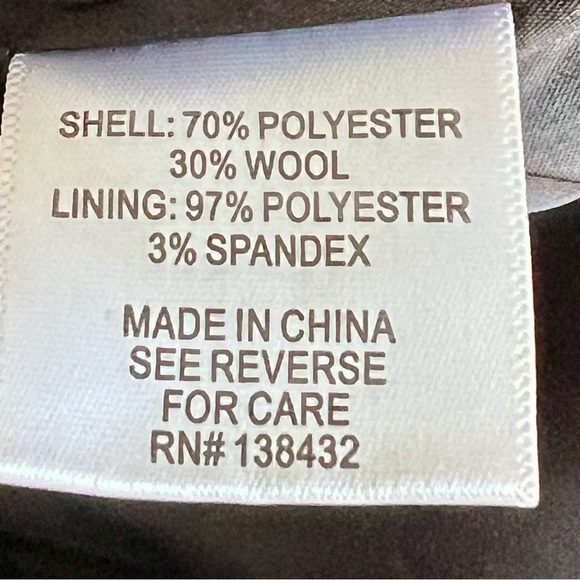 SHELL: 70% POLYESTER
30% WOOL
LINING: 97% POLYESTER
3% SPANDEX
MADE IN CHINA
SEE REVERSE
FOR CARE
RN# 138432